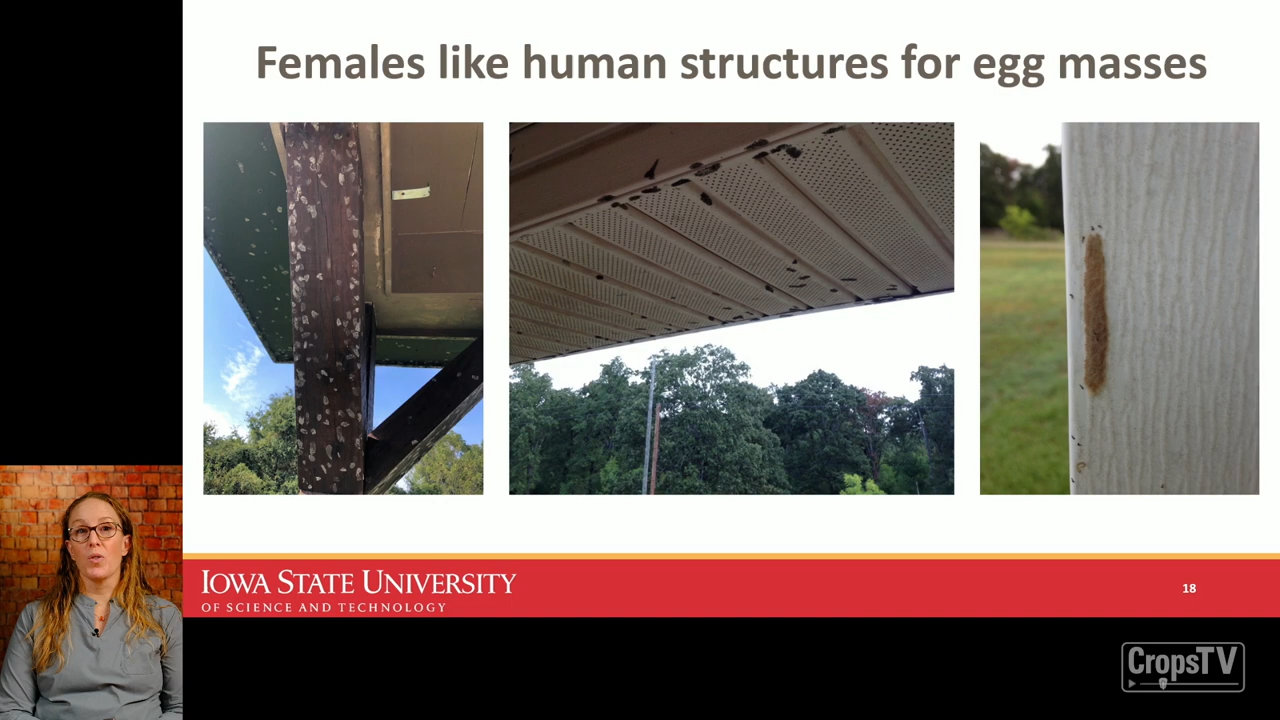 Females like human structures for egg masses
IOWA STATE UNIVERSITY
OF SCIENCE AND TECHNOLOGY
18
CropsTV